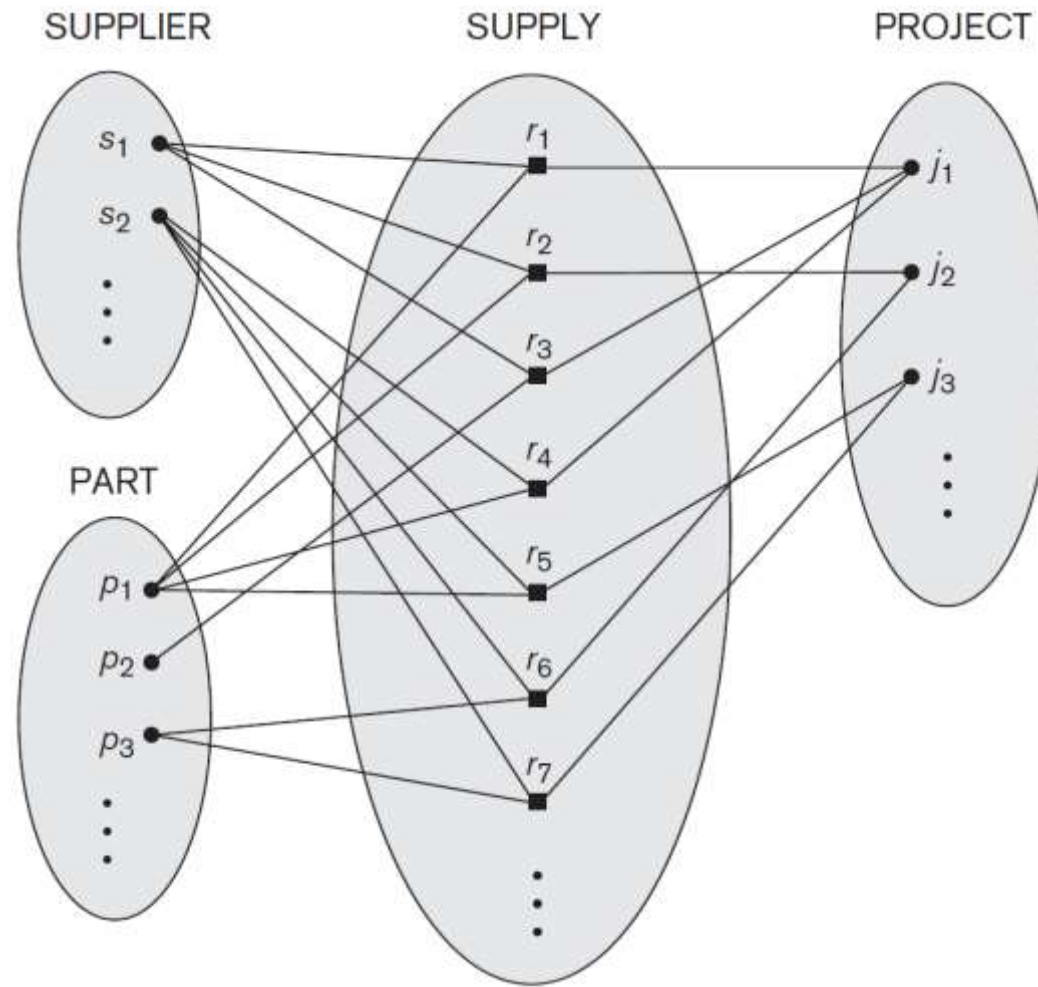 SUPPLIER
s₁
s₂
PART
p₁
p₂
p₃
SUPPLY
r₁
r₂
r₃
r₄
r₅
r₆
r₇
PROJECT
j₁
j₂
j₃